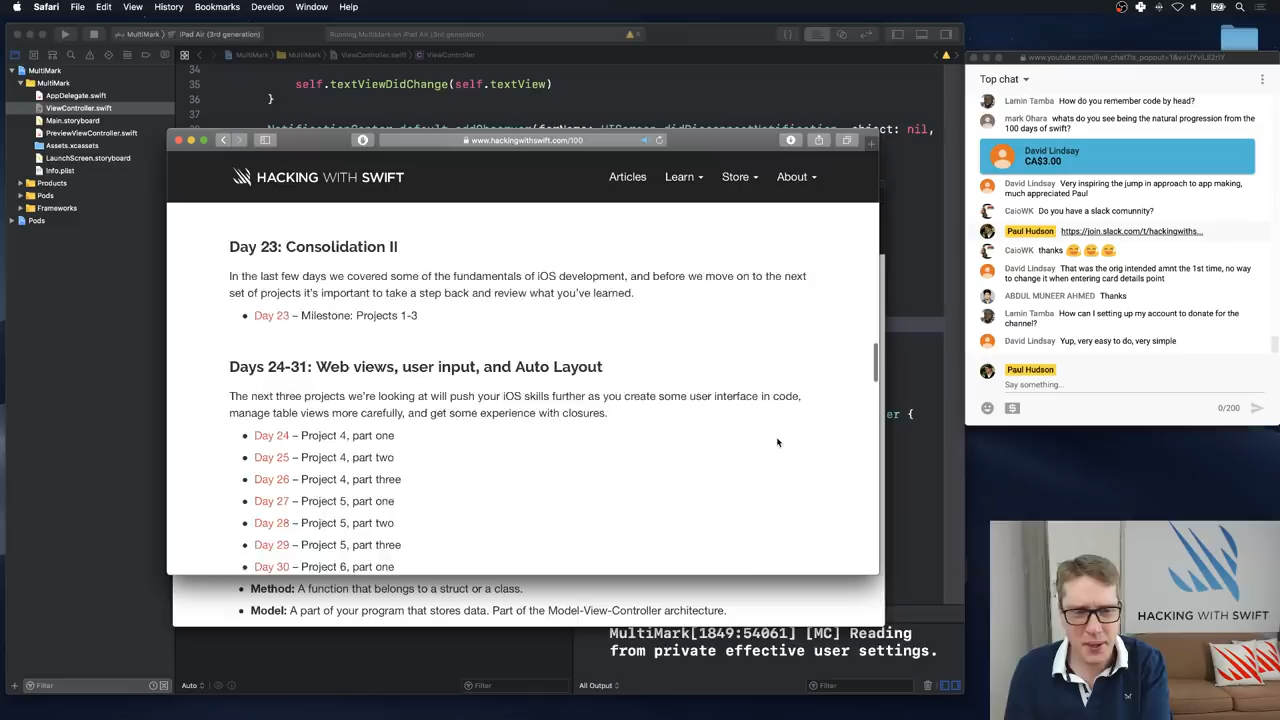 Safari File Edit View History Bookmarks Develop Window Help
MultiMark iPad Air (3rd generation)
Running MultiMark on iPad Air (3rd generation)
MultiMark MultiMark ViewController.swift ViewController
MultiMark
MultiMark
AppDelegate.swift
ViewController.swift
Main.storyboard
PreviewViewController.swift
Assets.xcassets
LaunchScreen.storyboard
Info.plist
Products
Pods
Frameworks
Pods
34
35 self.textViewDidChange(self.textView)
36 }
37
object: nil,
er {
www.hackingwithswift.com/100
HACKING WITH SWIFT
Articles Learn Store About
Day 23: Consolidation II
In the last few days we covered some of the fundamentals of iOS development, and before we move on to the next
set of projects it's important to take a step back and review what you've learned.
• Day 23 – Milestone: Projects 1-3
Days 24-31: Web views, user input, and Auto Layout
The next three projects we're looking at will push your iOS skills further as you create some user interface in code,
manage table views more carefully, and get some experience with closures.
• Day 24 – Project 4, part one
• Day 25 – Project 4, part two
• Day 26 – Project 4, part three
• Day 27 – Project 5, part one
• Day 28 – Project 5, part two
• Day 29 – Project 5, part three
• Day 30 – Project 6, part one
• Method: A function that belongs to a struct or a class.
• Model: A part of your program that stores data. Part of the Model-View-Controller architecture.
MultiMark[1849:54061] [MC] Reading
from private effective user settings.
Filter
Auto
Filter
All Output
Filter
Top chat
Lamin Tamba How do you remember code by head?
mark Ohara whats do you see being the natural progression from the
100 days of swift?
David Lindsay
CA$3.00
David Lindsay Very inspiring the jump in approach to app making,
much appreciated Paul
CaioWK Do you have a slack comunnity?
Paul Hudson https://join.slack.com/t/hackingwiths...
CaioWK thanks
David Lindsay That was the orig intended amnt the 1st time, no way
to change it when entering card details point
ABDUL MUNEER AHMED Thanks
Lamin Tamba How can I setting up my account to donate for the
channel?
David Lindsay Yup, very easy to do, very simple
Paul Hudson
Say something...
0/200
HACKING WITH SWIFT